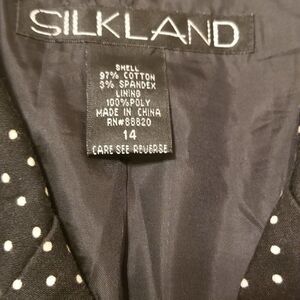 SILKLAND
SHELL
97% COTTON
3% SPANDEX
LINING
100%POLY
MADE IN CHINA
RN#88820
14
CARE SEE REVERSE